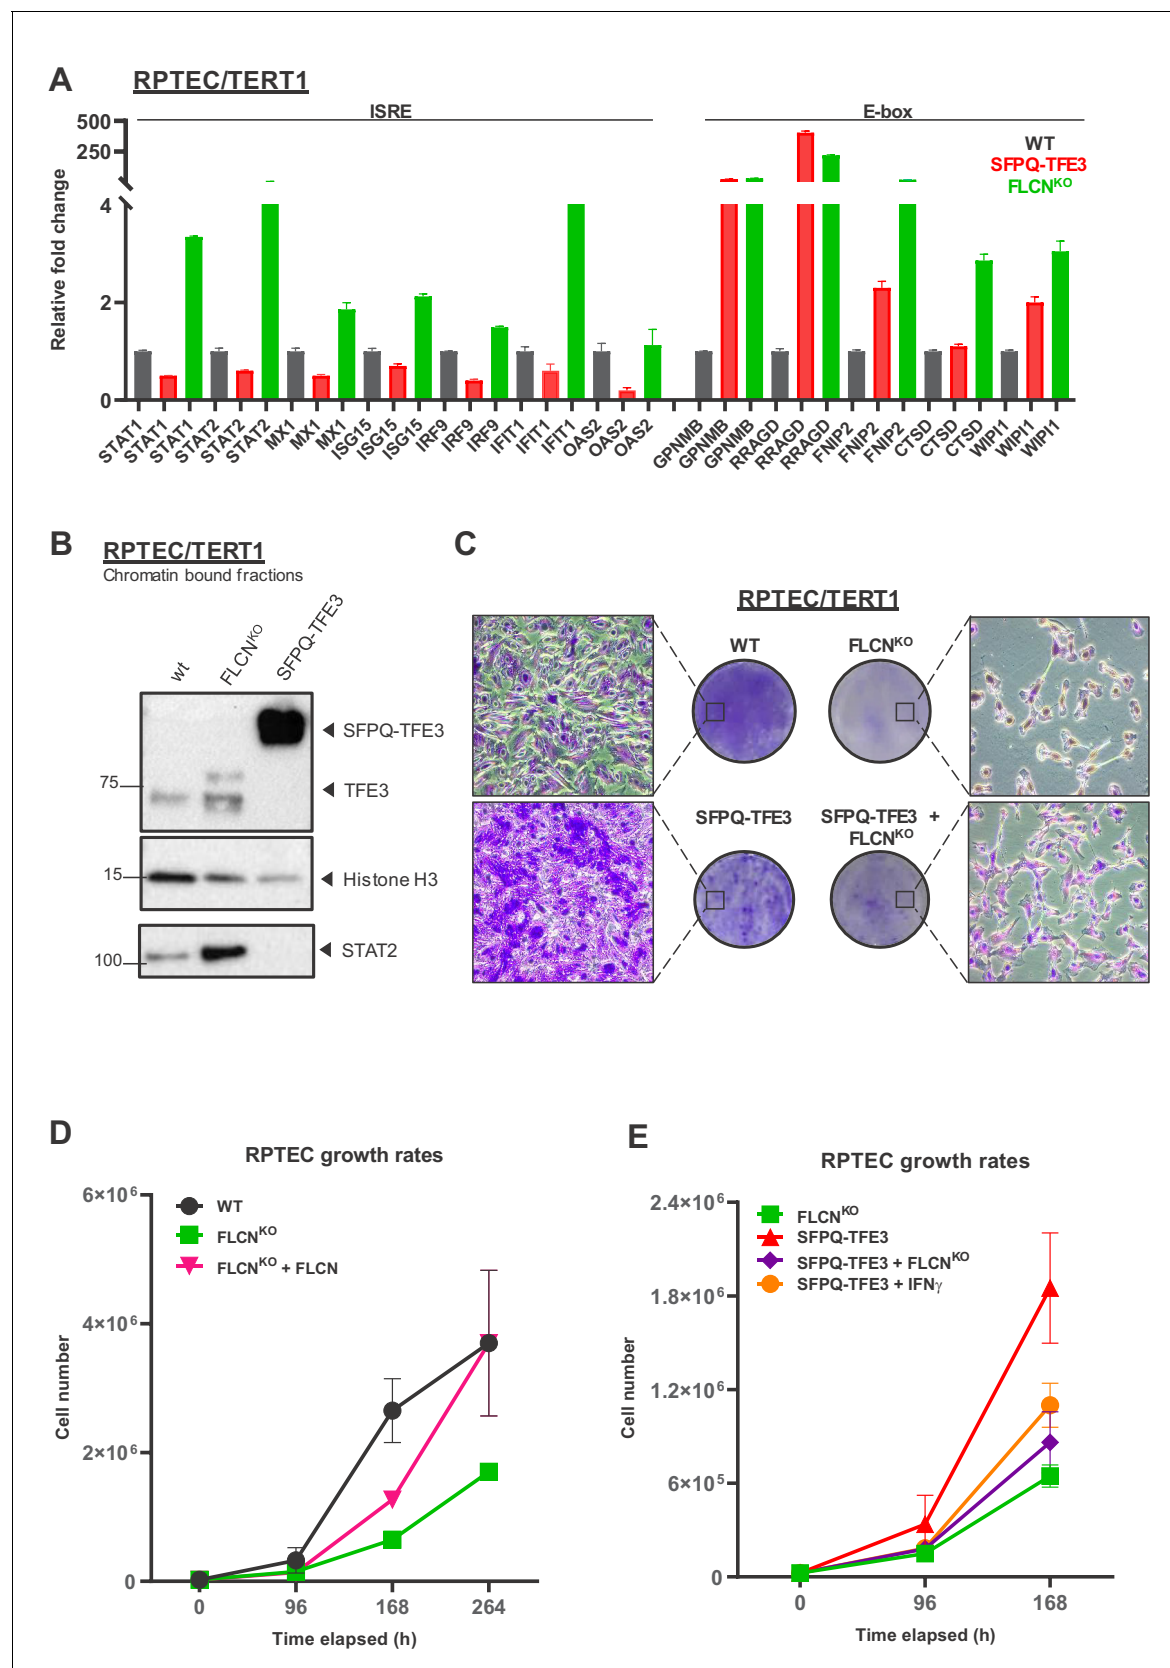 A RPTEC/TERT1
ISRE E-box
500
250
4
2
0
Relative fold change
WT
SFPQ-TFE3
FLCNKO
STAT1 STAT1 STAT1 STAT2 STAT2 STAT2 MX1 MX1 MX1 ISG15 ISG15 ISG15 IRF9 IRF9 IRF9 IFIT1 IFIT1 IFIT1 OAS2 OAS2 OAS2 GPNMB GPNMB GPNMB RRAGD RRAGD RRAGD FNIP2 FNIP2 FNIP2 CTSD CTSD CTSD WIPI1 WIPI1 WIPI1
B RPTEC/TERT1
Chromatin bound fractions
wt FLCNKO SFPQ-TFE3
SFPQ-TFE3
75 TFE3
15 Histone H3
100 STAT2
C
RPTEC/TERT1
WT FLCNKO
SFPQ-TFE3 SFPQ-TFE3 +
FLCNKO
D
RPTEC growth rates
6×10⁶
4×10⁶
2×10⁶
0
Cell number
WT
FLCNKO
FLCNKO + FLCN
0 96 168 264
Time elapsed (h)
E
RPTEC growth rates
2.4×10⁶
1.8×10⁶
1.2×10⁶
6×10⁵
0
Cell number
FLCNKO
SFPQ-TFE3
SFPQ-TFE3 + FLCNKO
SFPQ-TFE3 + IFNγ
0 96 168
Time elapsed (h)